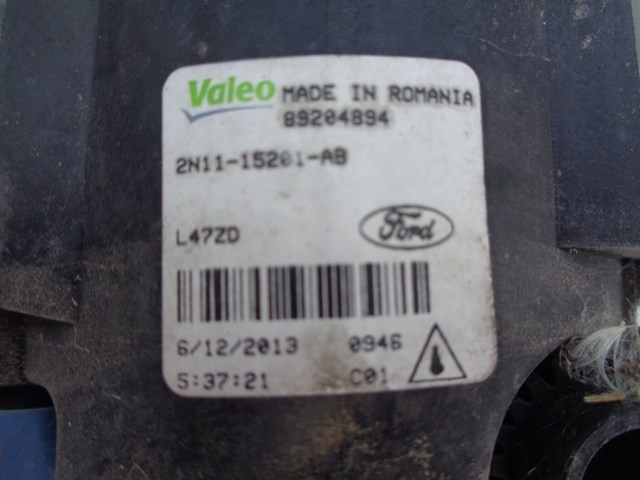 Valeo MADE IN ROMANIA
89204894
2N11-15201-AB
L47ZD
Ford
6/12/2013 0946
5:37:21 C01